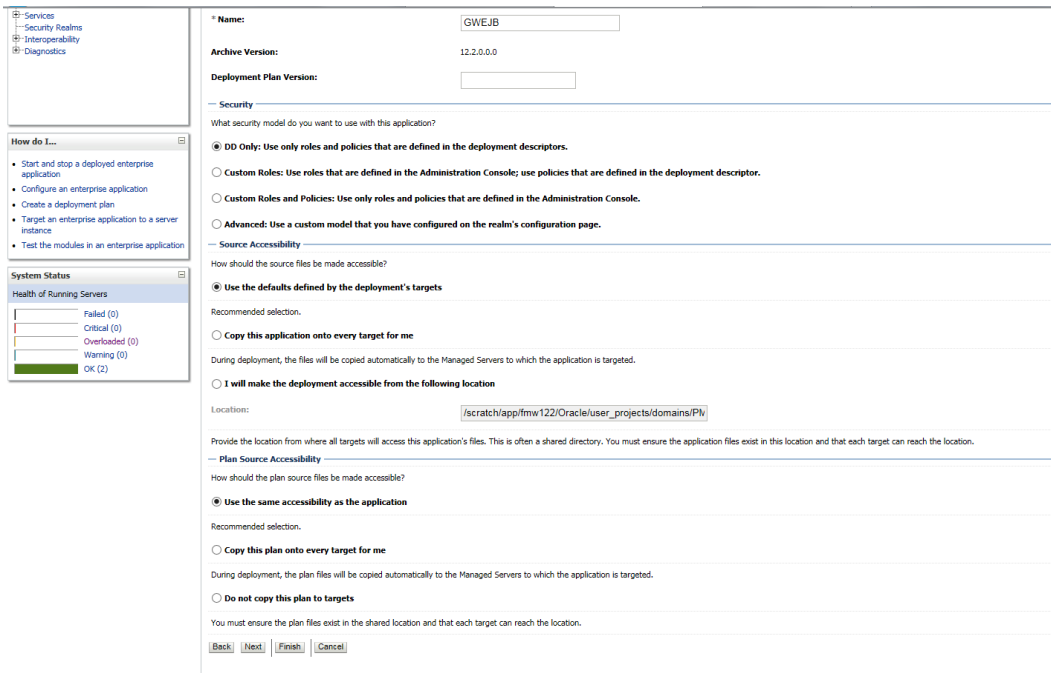 Services
Security Realms
Interoperability
Diagnostics
How do I...
Start and stop a deployed enterprise
application
Configure an enterprise application
Create a deployment plan
Target an enterprise application to a server
instance
Test the modules in an enterprise application
System Status
Health of Running Servers
Failed (0)
Critical (0)
Overloaded (0)
Warning (0)
OK (2)
* Name: GWEJB
Archive Version: 12.2.0.0.0
Deployment Plan Version:
Security
What security model do you want to use with this application?
DD Only: Use only roles and policies that are defined in the deployment descriptors.
Custom Roles: Use roles that are defined in the Administration Console; use policies that are defined in the deployment descriptor.
Custom Roles and Policies: Use only roles and policies that are defined in the Administration Console.
Advanced: Use a custom model that you have configured on the realm's configuration page.
Source Accessibility
How should the source files be made accessible?
Use the defaults defined by the deployment's targets
Recommended selection.
Copy this application onto every target for me
During deployment, the files will be copied automatically to the Managed Servers to which the application is targeted.
I will make the deployment accessible from the following location
Location: /scratch/app/fmw122/Oracle/user_projects/domains/PM
Provide the location from where all targets will access this application's files. This is often a shared directory. You must ensure the application files exist in this location and that each target can reach the location.
Plan Source Accessibility
How should the plan source files be made accessible?
Use the same accessibility as the application
Recommended selection.
Copy this plan onto every target for me
During deployment, the plan files will be copied automatically to the Managed Servers to which the application is targeted.
Do not copy this plan to targets
You must ensure the plan files exist in the shared location and that each target can reach the location.
Back Next Finish Cancel